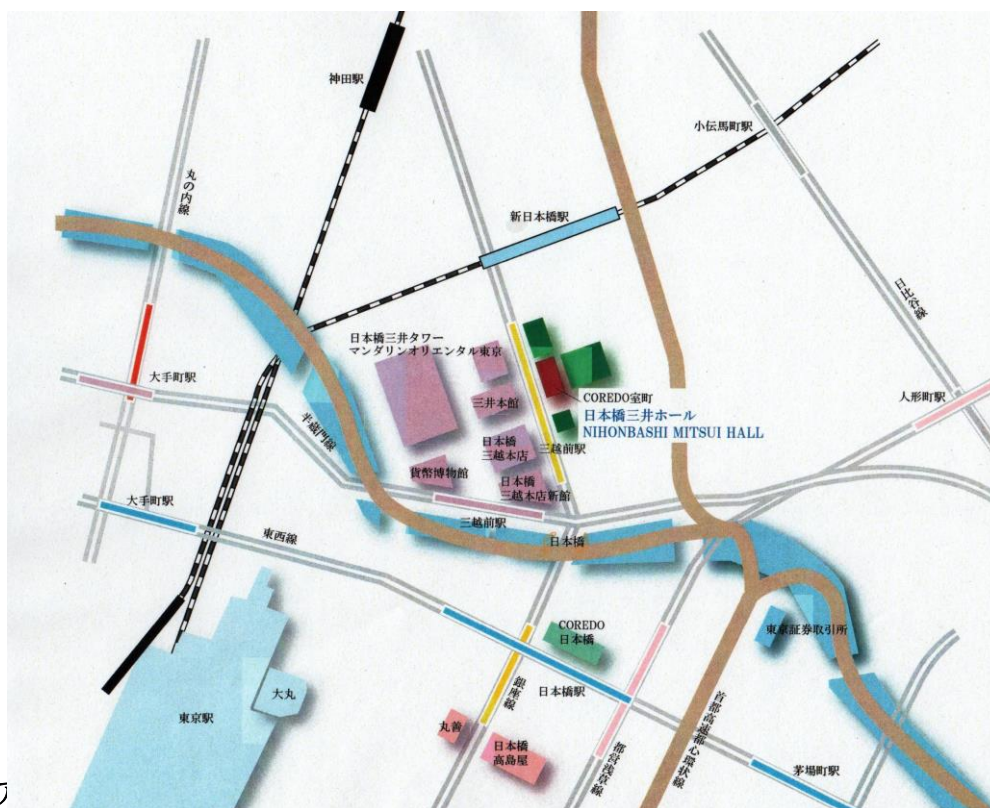 神田駅
小伝馬町駅
丸の内線
新日本橋駅
日比谷線
日本橋三井タワー
マンダリンオリエンタル東京
大手町駅
三井本館
COREDO室町
日本橋三井ホール
NIHONBASHI MITSUI HALL
人形町駅
半蔵門線
日本橋
三越本店
三越前駅
貨幣博物館
日本橋
三越本店新館
大手町駅
三越前駅
東西線
日本橋
COREDO
日本橋
東京証券取引所
日本橋駅
銀座線
大丸
東京駅
首都高速都心環状線
丸善
日本橋
高島屋
都営浅草線
茅場町駅